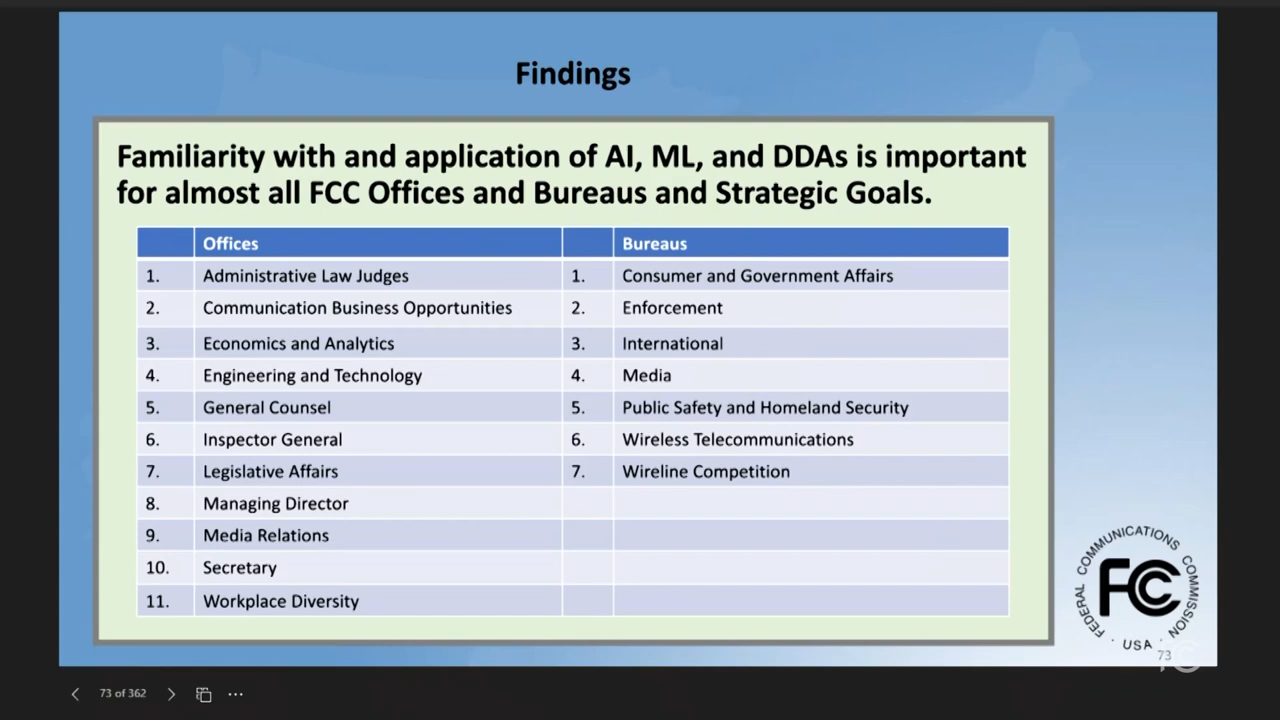 Findings
Familiarity with and application of AI, ML, and DDAs is important
for almost all FCC Offices and Bureaus and Strategic Goals.
Offices Bureaus
1. Administrative Law Judges 1. Consumer and Government Affairs
2. Communication Business Opportunities 2. Enforcement
3. Economics and Analytics 3. International
4. Engineering and Technology 4. Media
5. General Counsel 5. Public Safety and Homeland Security
6. Inspector General 6. Wireless Telecommunications
7. Legislative Affairs 7. Wireline Competition
8. Managing Director
9. Media Relations
10. Secretary
11. Workplace Diversity
FEDERAL COMMUNICATIONS COMMISSION · USA ·
FCC
73
73 of 362